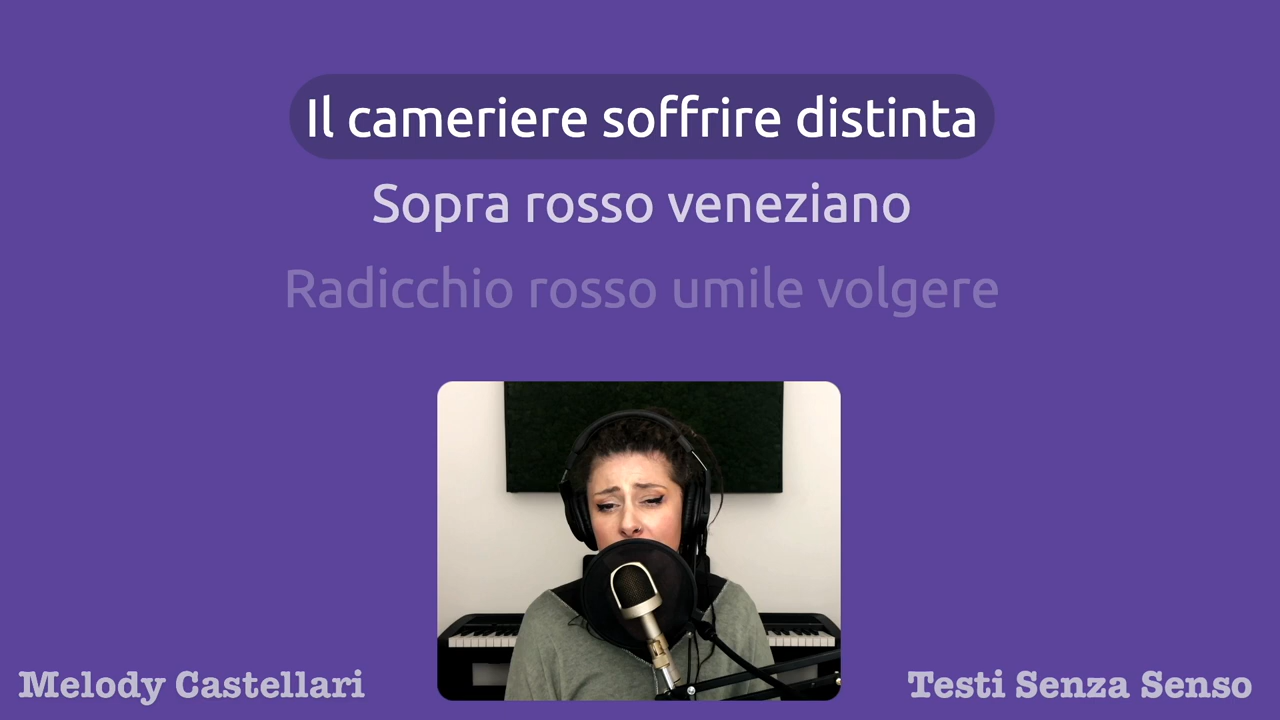 Il cameriere soffrire distinta
Sopra rosso veneziano
Radicchio rosso umile volgere
Melody Castellari
Testi Senza Senso